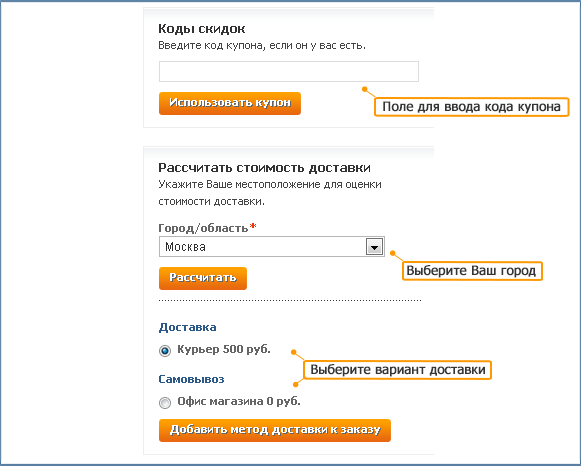 Коды скидок
Введите код купона, если он у вас есть.
Использовать купон
Поле для ввода кода купона
Рассчитать стоимость доставки
Укажите Ваше местоположение для оценки
стоимости доставки.
Город/область*
Москва
Выберите Ваш город
Рассчитать
Доставка
Курьер 500 руб.
Выберите вариант доставки
Самовывоз
Офис магазина 0 руб.
Добавить метод доставки к заказу